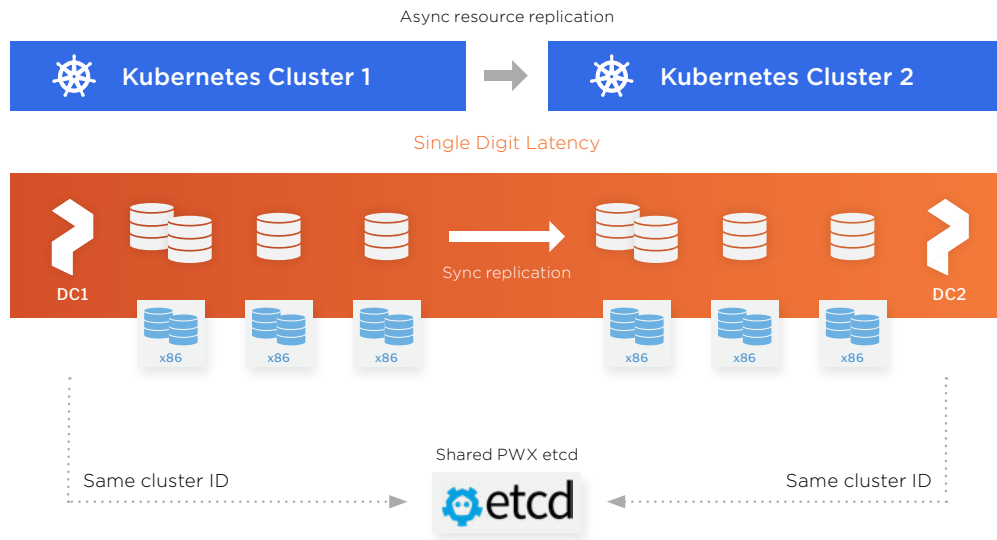 Async resource replication
Kubernetes Cluster 1
Kubernetes Cluster 2
Single Digit Latency
Sync replication
DC1
DC2
x86
x86
x86
x86
x86
x86
Shared PWX etcd
Same cluster ID
Same cluster ID
etcd